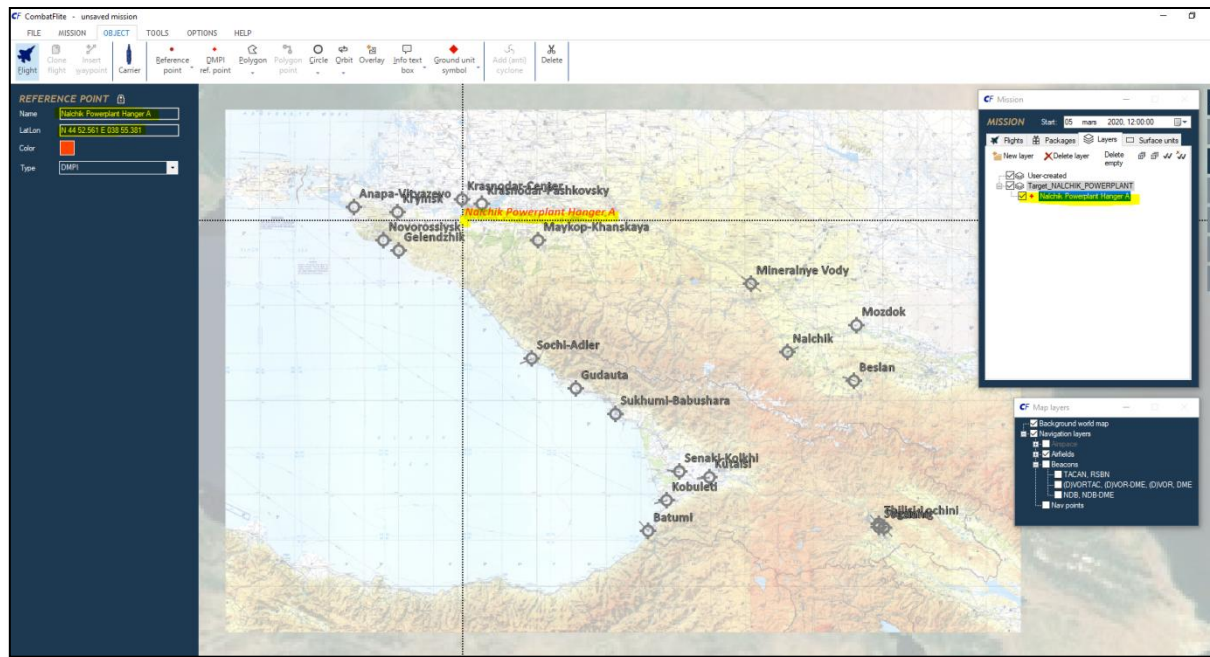 CF CombatFlite - unsaved mission
FILE MISSION OBJECT TOOLS OPTIONS HELP
Flight
Clone flight
Insert waypoint
Carrier
Reference point
DMPI ref. point
Polygon
Polygon point
Circle
Orbit
Overlay
Info text box
Ground unit symbol
Add (anti) cyclone
Delete
REFERENCE POINT
Name Nalchik Powerplant Hanger A
LatLon N 44 52.561 E 038 55.381
Color
Type DMPI
Anapa-Vityazevo
Krymsk
Krasnodar-Center
Krasnodar-Pashkovsky
Nalchik Powerplant Hanger A
Novorossiysk
Gelendzhik
Maykop-Khanskaya
Mineralnye Vody
Mozdok
Nalchik
Beslan
Sochi-Adler
Gudauta
Sukhumi-Babushara
Senaki-Kolkhi
Kutaisi
Kobuleti
Batumi
CF Mission
MISSION Start: 05 mars 2020, 12:00:00
Flights Packages Layers Surface units
New layer Delete layer Delete empty
User-created
Target_NALCHIK_POWERPLANT
Nalchik Powerplant Hanger A
CF Map layers
Background world map
Navigation layers
Airspace
Airfields
Beacons
TACAN, RSBN
(D)VORTAC, (D)VOR-DME, (D)VOR, DME
NDB, NDB-DME
Nav points